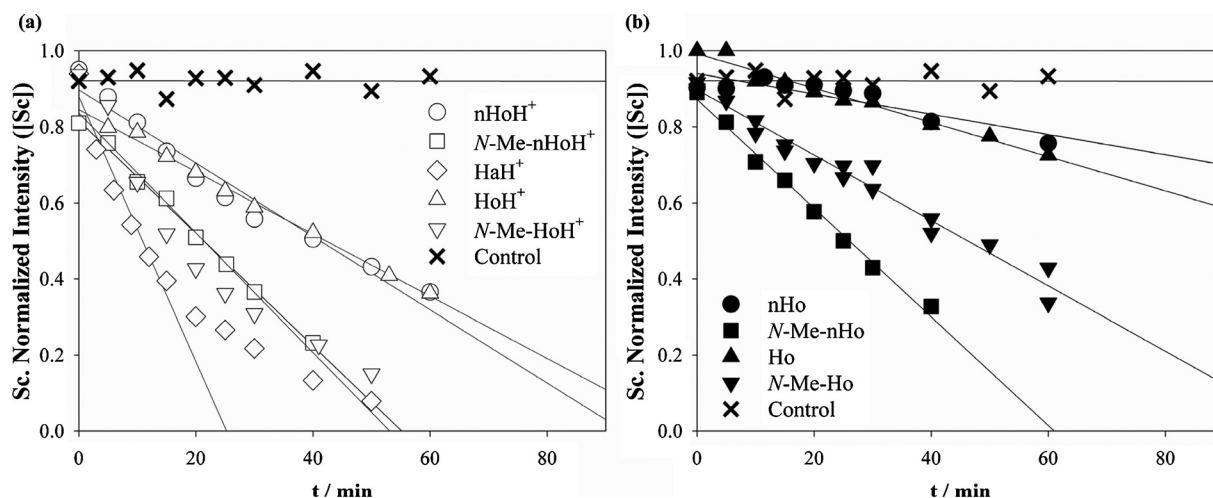 (a)
Sc. Normalized Intensity ([Sc])
1.0
0.8
0.6
0.4
0.2
0.0
nHoH+
N-Me-nHoH+
HaH+
HoH+
N-Me-HoH+
Control
0 20 40 60 80
t / min
(b)
Sc. Normalized Intensity ([Sc])
1.0
0.8
0.6
0.4
0.2
0.0
nHo
N-Me-nHo
Ho
N-Me-Ho
Control
0 20 40 60 80
t / min